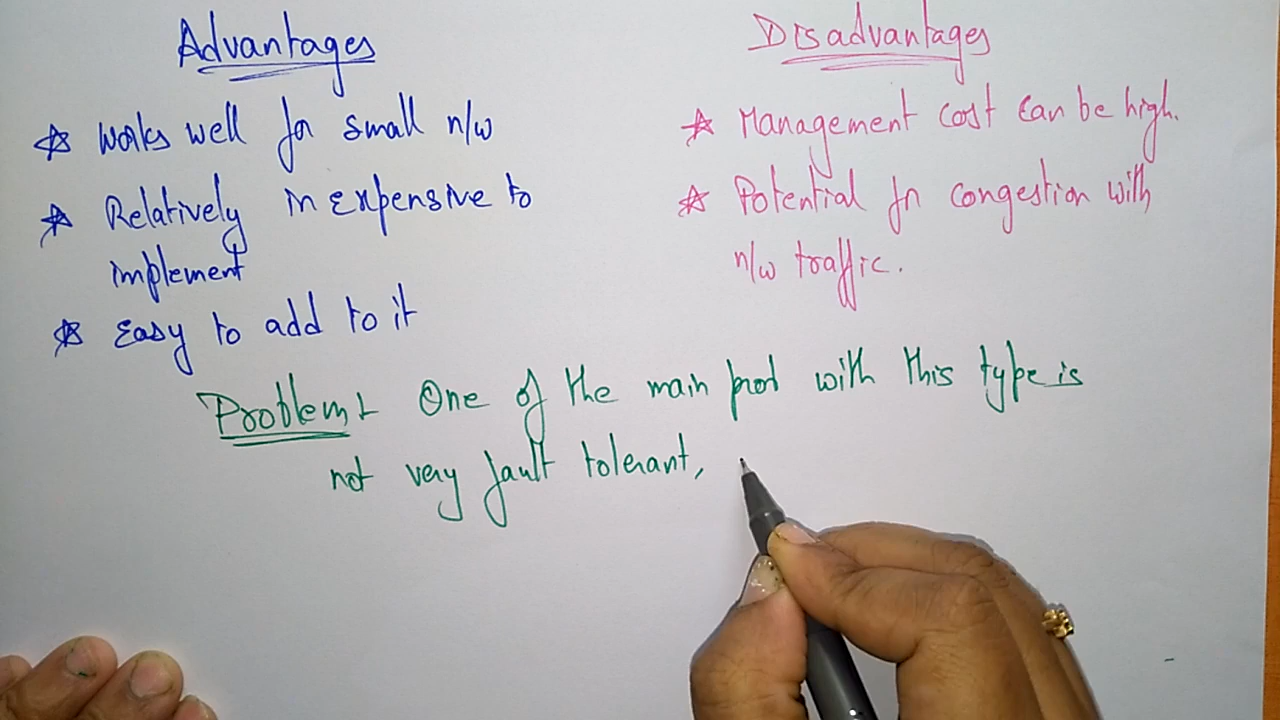 Advantages
☆ Works well for small n/w
☆ Relatively inexpensive to
implement
☆ Easy to add to it
Disadvantages
☆ Management cost can be high.
☆ Potential for congestion with
n/w traffic.
Problem:- One of the main prob with this type is
not very fault tolerant,